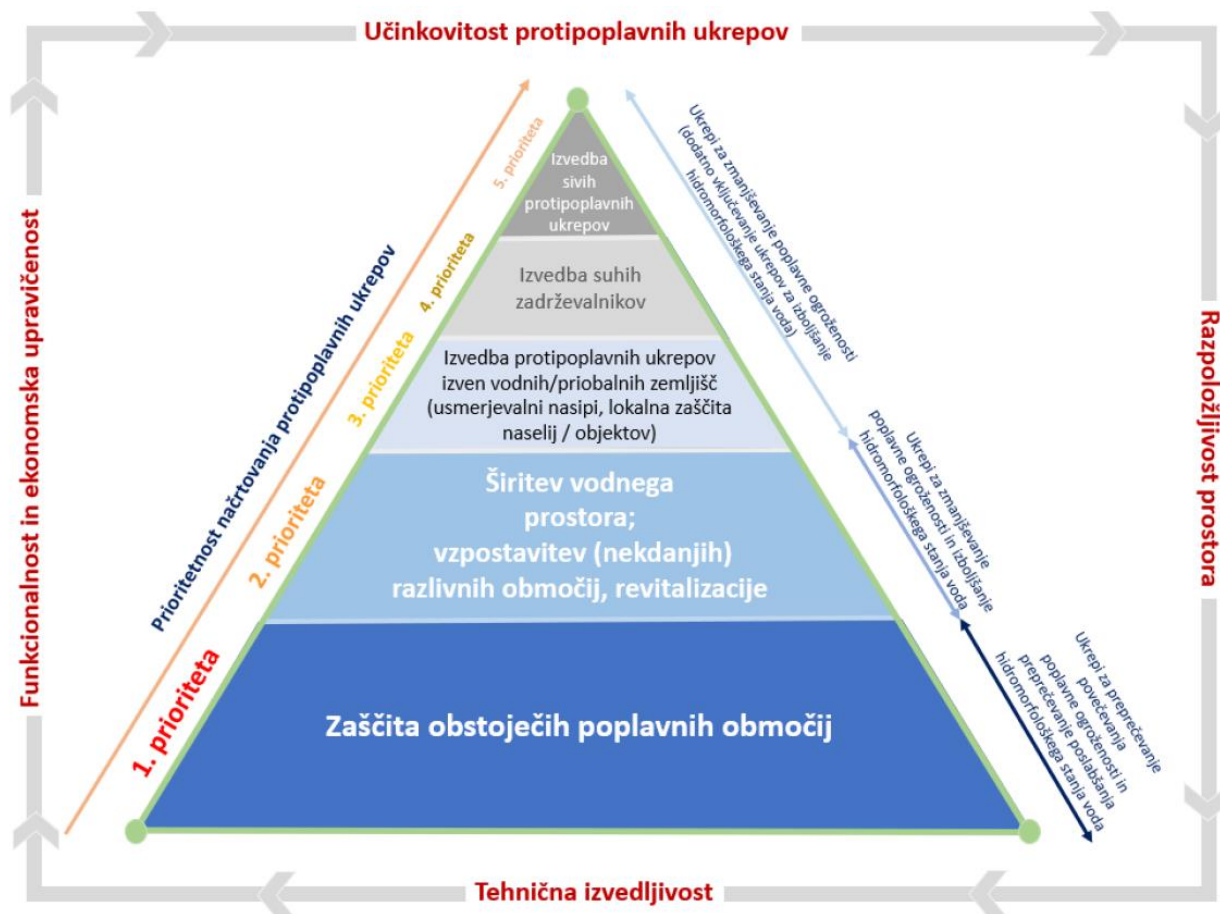 Učinkovitost protipoplavnih ukrepov
Funkcionalnost in ekonomska upravičenost
Prioritetnost načrtovanja protipoplavnih ukrepov
5. prioriteta
4. prioriteta
3. prioriteta
2. prioriteta
1. prioriteta
Izvedba
sivih
protipoplavnih
ukrepov
Izvedba suhih
zadrževalnikov
Izvedba protipoplavnih ukrepov
izven vodnih/priobalnih zemljišč
(usmerjevalni nasipi, lokalna zaščita
naselij / objektov)
Širitev vodnega
prostora;
vzpostavitev (nekdanjih)
razlivnih območij, revitalizacije
Zaščita obstoječih poplavnih območij
Ukrepi za zmanjševanje poplavne ogroženosti
(dodatno vključevanje ukrepov za izboljšanje
hidromorfološkega stanja voda)
Ukrepi za zmanjševanje
poplavne ogroženosti in izboljšanje
hidromorfološkega stanja voda
Ukrepi za preprečevanje
povečevanja
poplavne ogroženosti in
preprečevanje poslabšanja
hidromorfološkega stanja voda
Razpoložljivost prostora
Tehnična izvedljivost